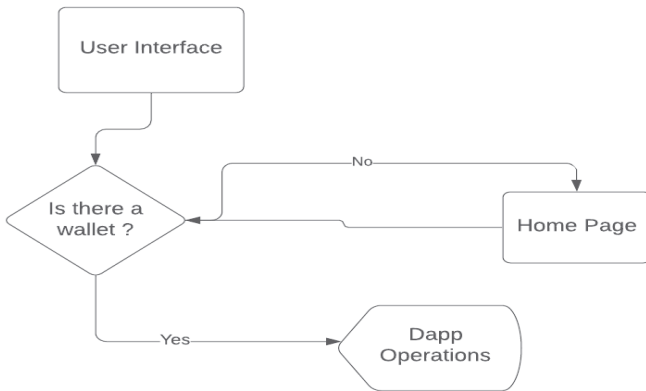 User Interface
No
Is there a
wallet ?
Home Page
Yes
Dapp
Operations